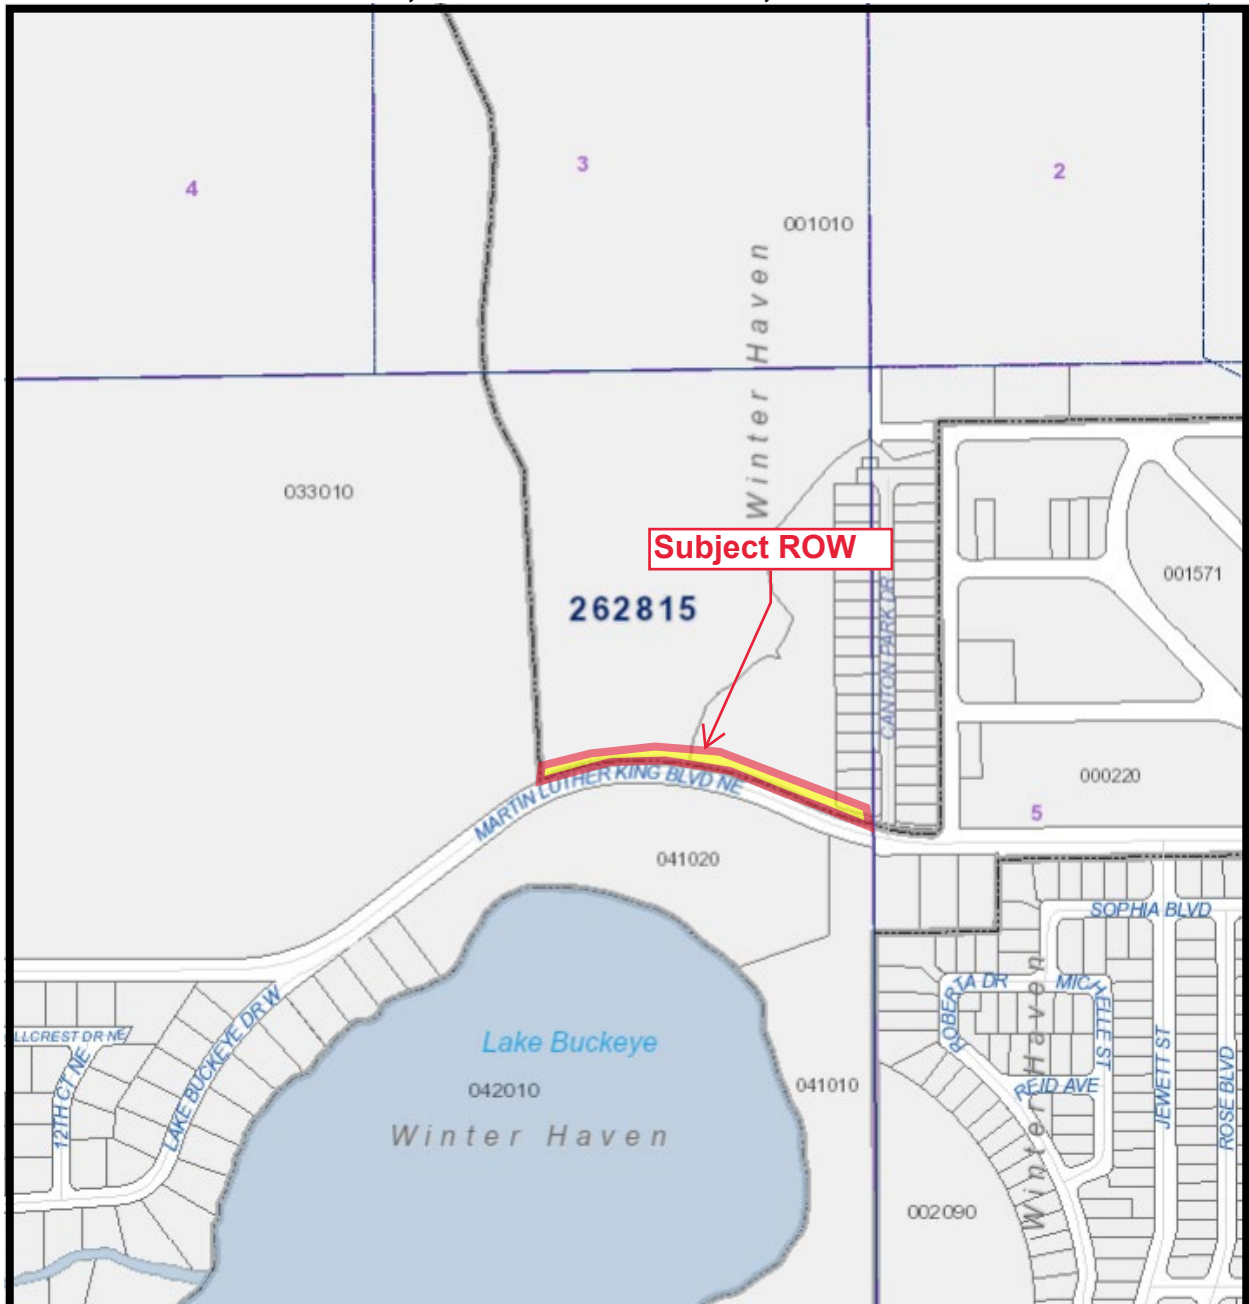 4
3
2
001010
Winter Haven
033010
Subject ROW
262815
001571
CANTON PARK DR
000220
5
MARTIN LUTHER KING BLVD NE
041020
SOPHIA BLVD
ROBERTA DR
MICHELLE ST
LLCREST DR NE
12TH CT NE
LAKE BUCKEYE DR W
Lake Buckeye
042010
041010
Winter Haven
REID AVE
JEWETT ST
ROSE BLVD
Winter Haven
002090